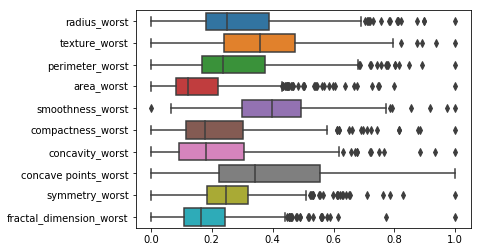 radius_worst
texture_worst
perimeter_worst
area_worst
smoothness_worst
compactness_worst
concavity_worst
concave points_worst
symmetry_worst
fractal_dimension_worst
0.0 0.2 0.4 0.6 0.8 1.0